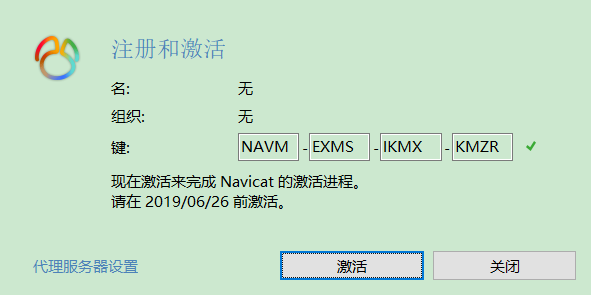 注册和激活
名: 无
组织: 无
键: NAVM - EXMS - IKMX - KMZR
现在激活来完成 Navicat 的激活进程。
请在 2019/06/26 前激活。
代理服务器设置 激活 关闭